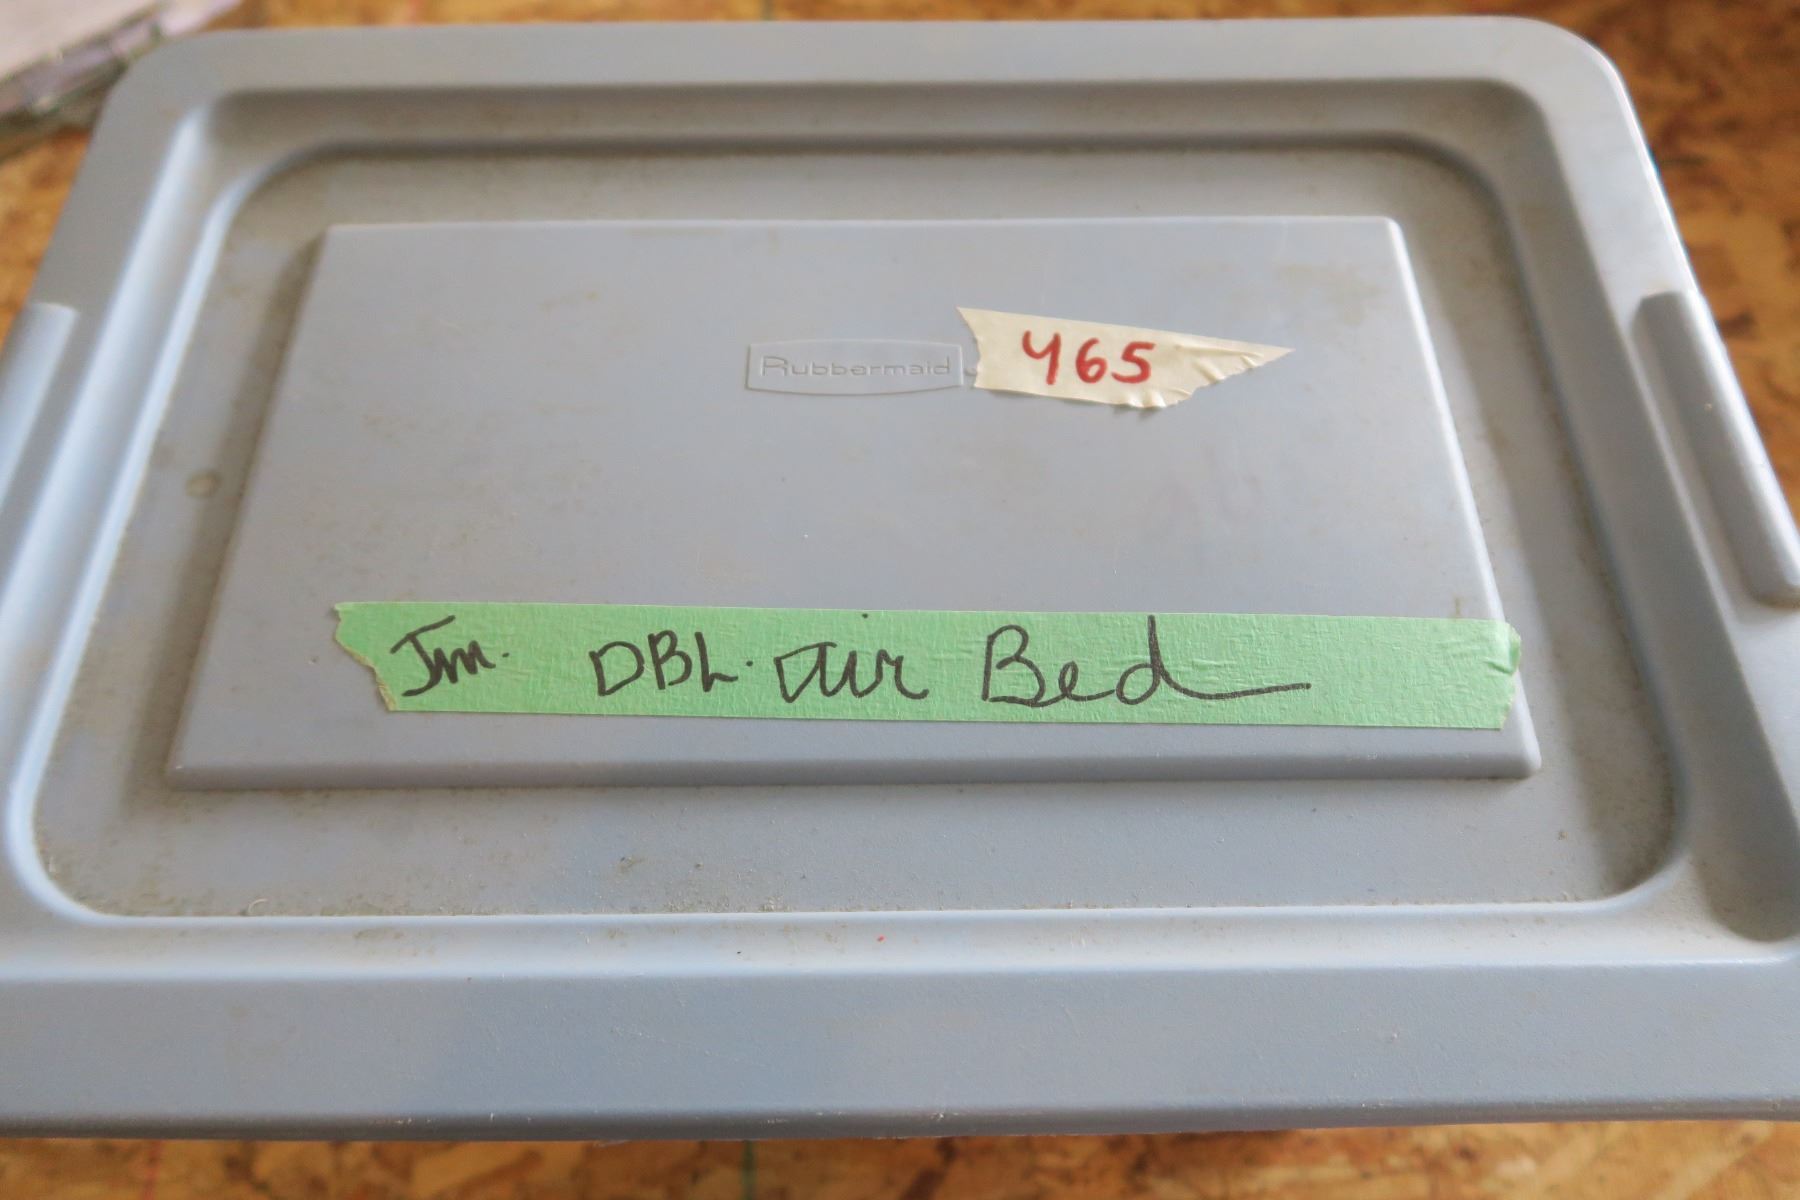 Rubbermaid
465
Jm. DBL. air Bed